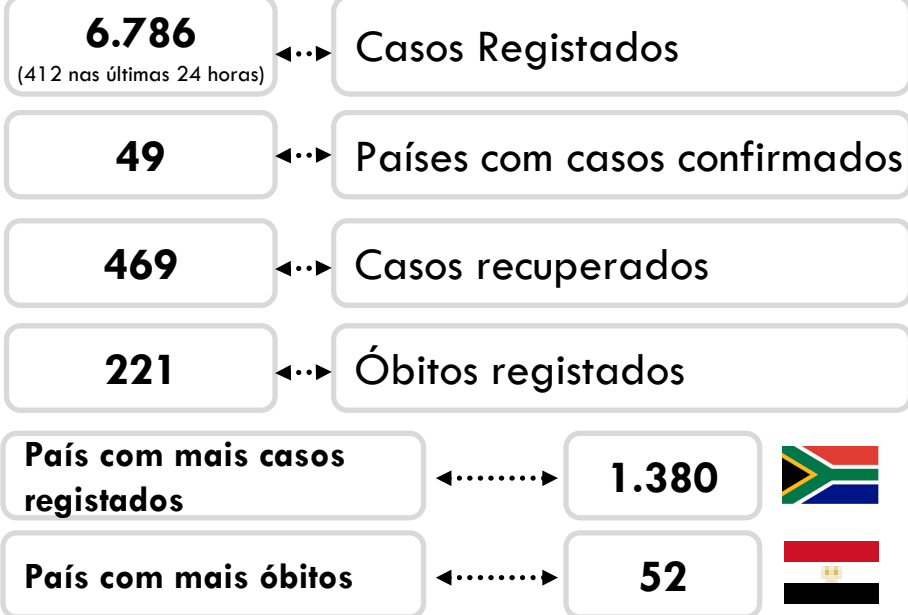 6.786
(412 nas últimas 24 horas)
Casos Registados
49
Países com casos confirmados
469
Casos recuperados
221
Óbitos registados
País com mais casos
registados
1.380
País com mais óbitos
52